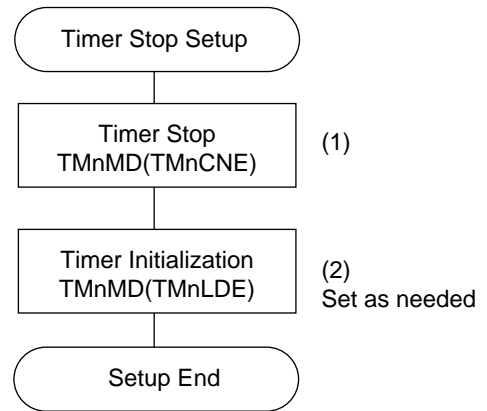 Timer Stop Setup
Timer Stop
TMnMD(TMnCNE)
(1)
Timer Initialization
TMnMD(TMnLDE)
(2)
Set as needed
Setup End